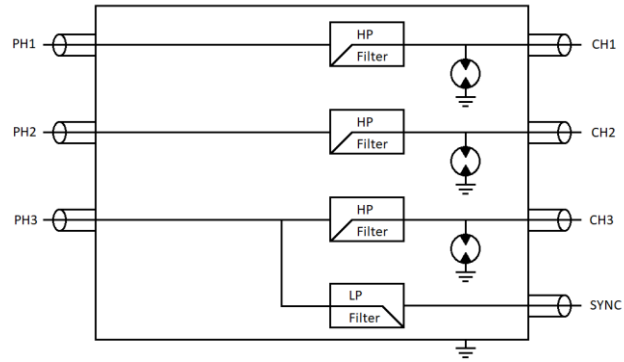 PH1
HP
Filter
CH1
PH2
HP
Filter
CH2
PH3
HP
Filter
CH3
LP
Filter
SYNC